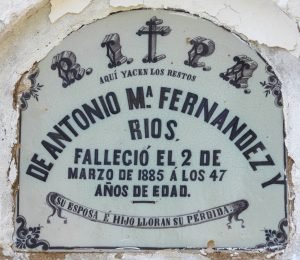 R.I.P.A.
AQUÍ YACEN LOS RESTOS
DE ANTONIO Mª FERNANDEZ Y
RIOS.
FALLECIÓ EL 2 DE
MARZO DE 1885 Á LOS 47
AÑOS DE EDAD.
SU ESPOSA É HIJO LLORAN SU PÉRDIDA